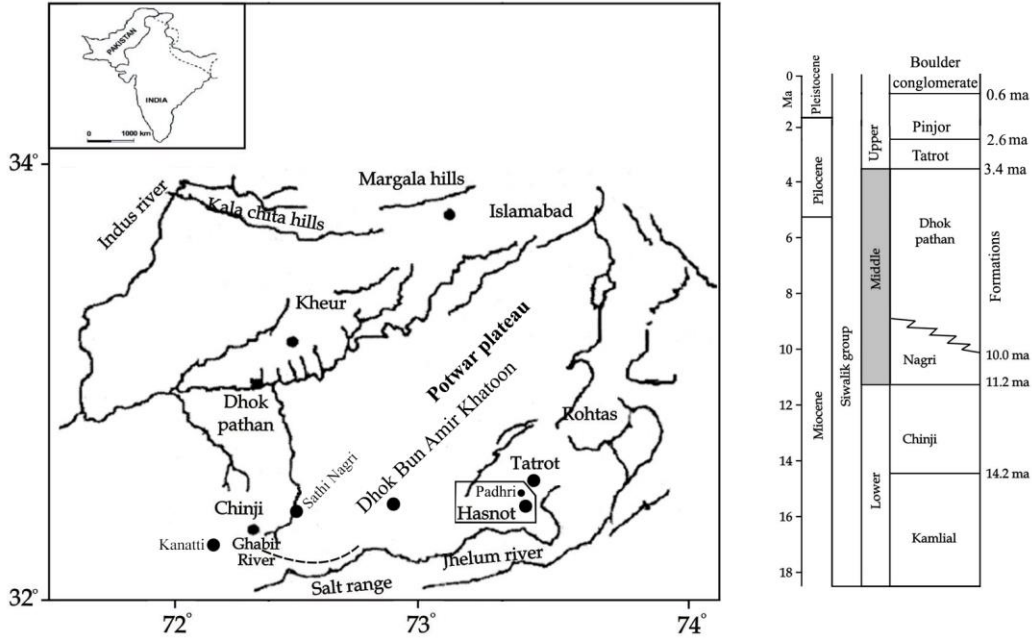 PAKISTAN
INDIA
0 1000 km
34°
32°
72°
73°
74°
Indus river
Kala chita hills
Margala hills
Islamabad
Kheur
Potwar plateau
Dhok Bun Amir Khatoon
Dhok
pathan
Sathi Nagri
Rohtas
Tatrot
Padhri
Hasnot
Chinji
Kanatti
Ghabir
River
Jhelum river
Salt range
0
Ma
2
4
6
8
10
12
14
16
18
Pleistocene
Pilocene
Miocene
Siwalik group
Upper
Middle
Lower
Boulder
conglomerate
Pinjor
Tatrot
Dhok
pathan
Nagri
Chinji
Kamlial
0.6 ma
2.6 ma
3.4 ma
10.0 ma
11.2 ma
14.2 ma
Formations